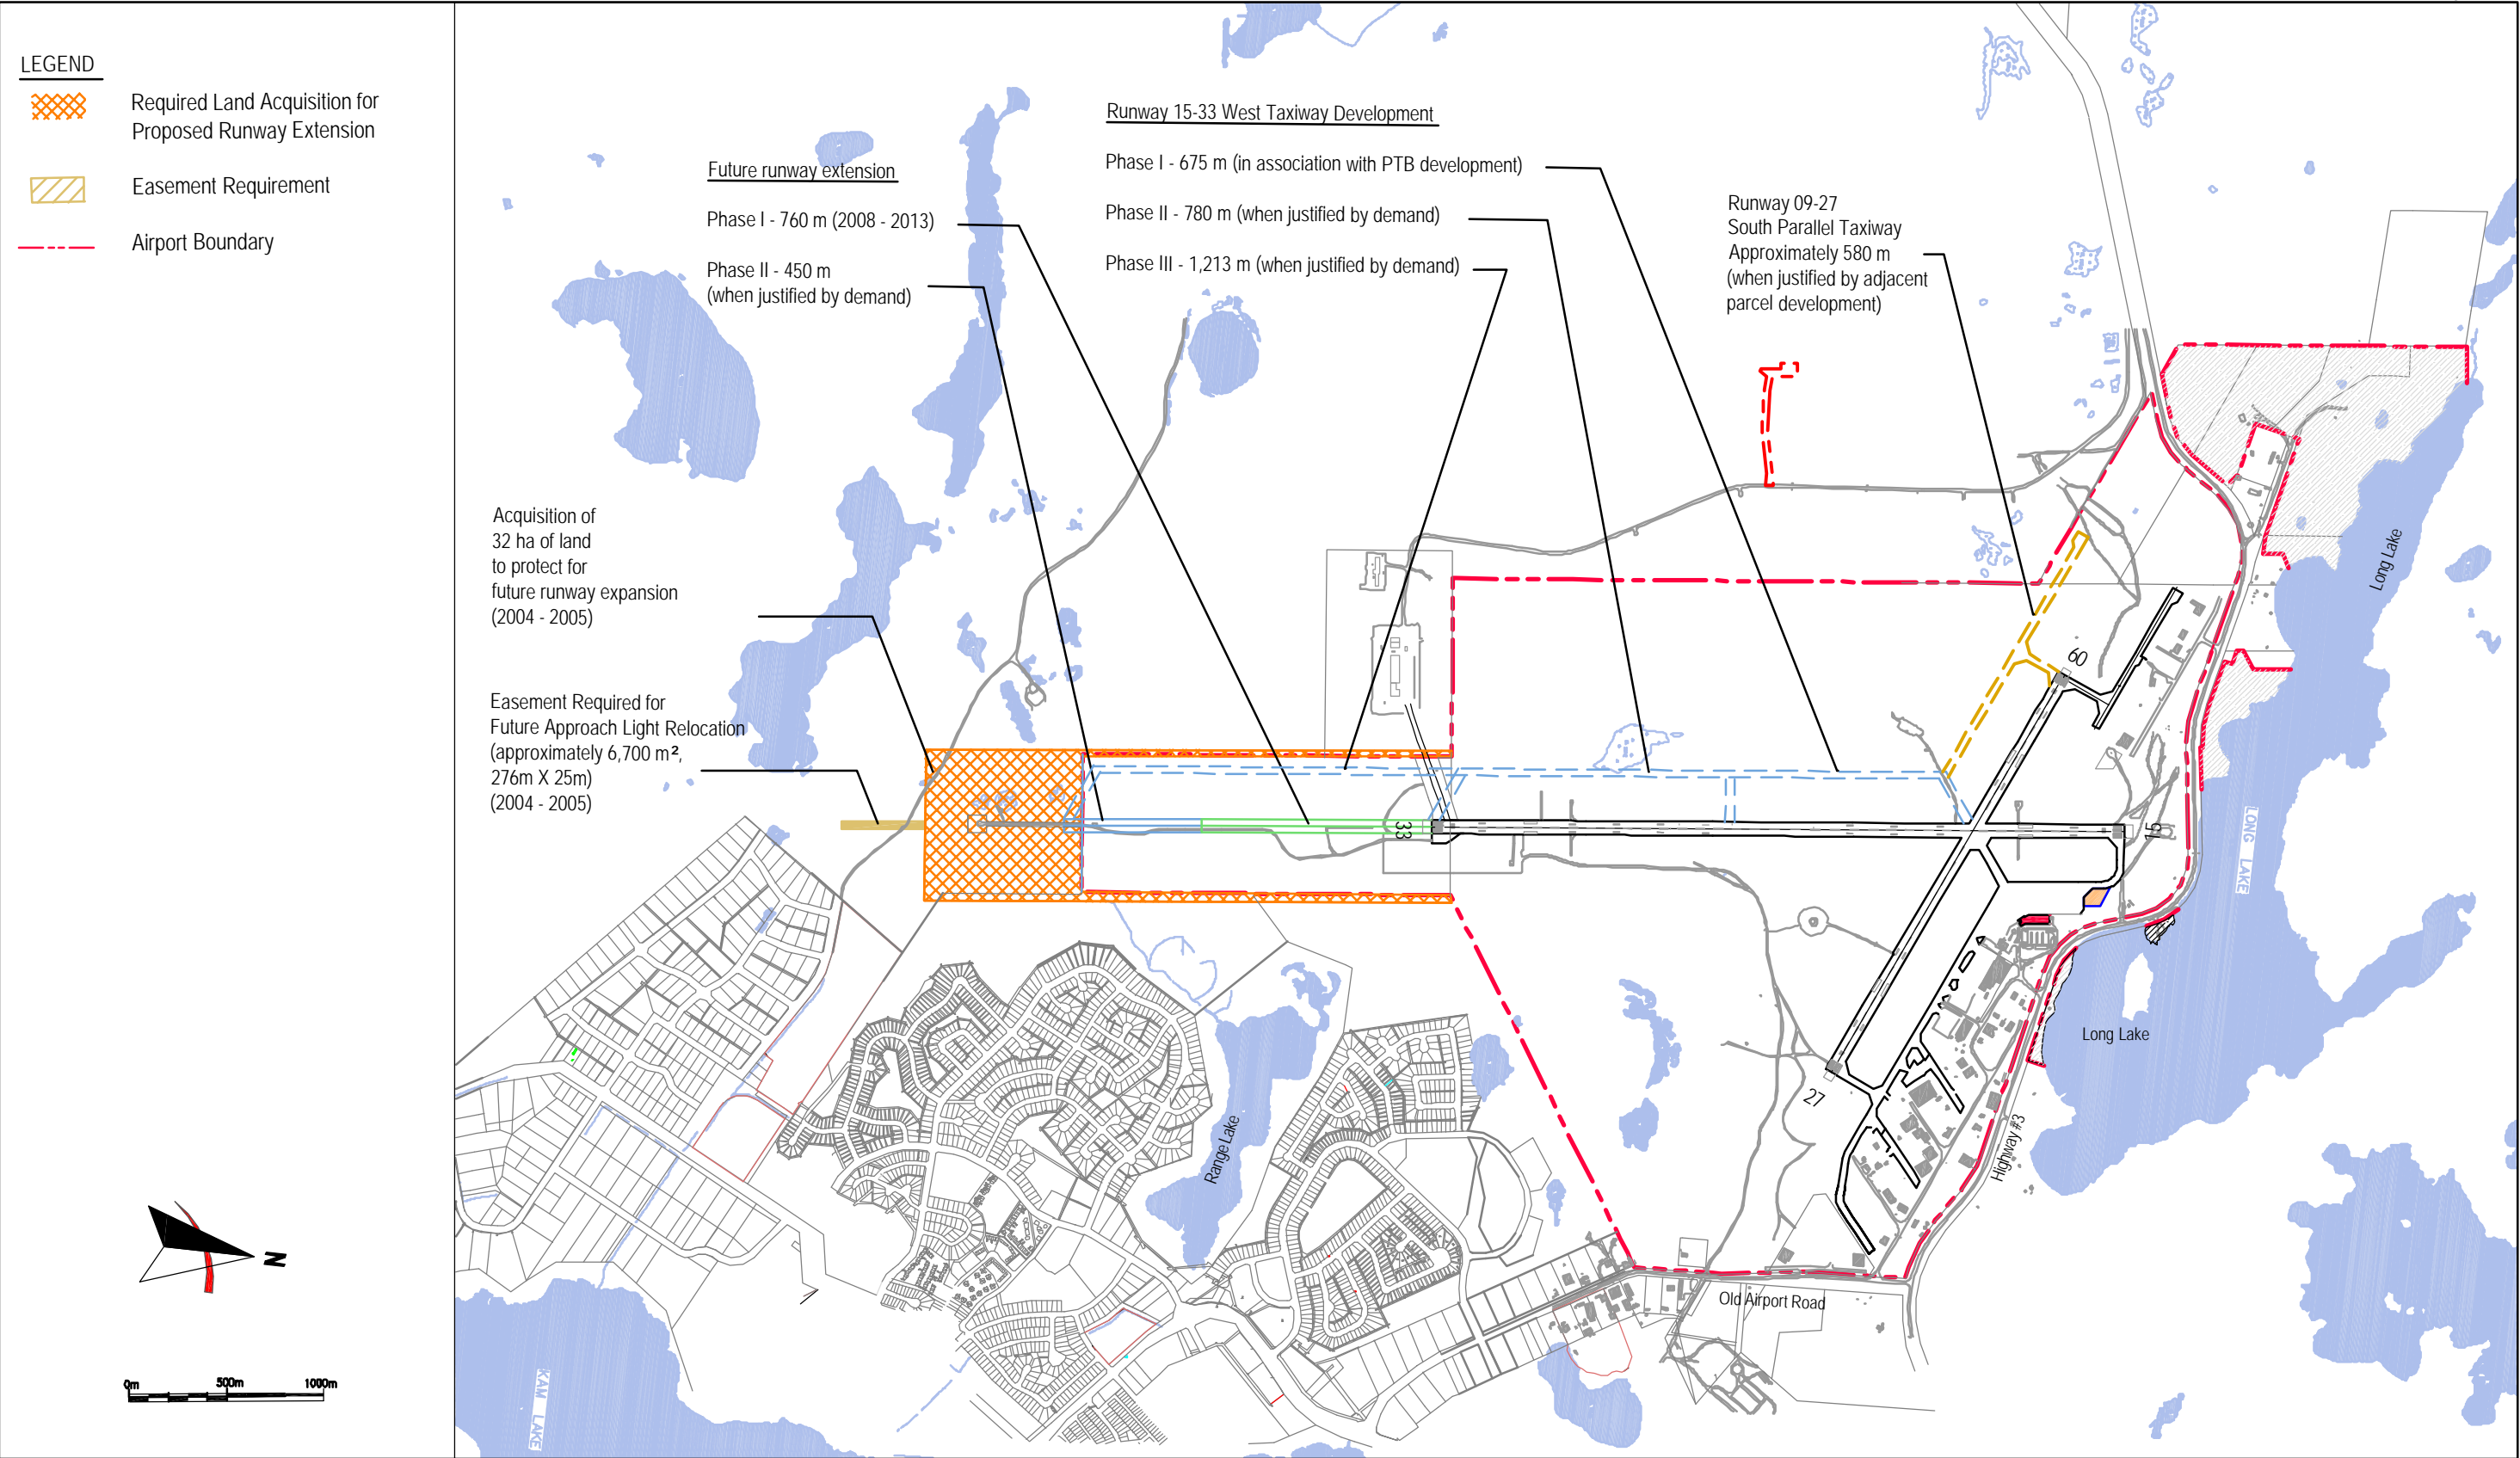 LEGEND
Required Land Acquisition for
Proposed Runway Extension
Easement Requirement
Airport Boundary
N
0m 500m 1000m
Future runway extension
Phase I - 760 m (2008 - 2013)
Phase II - 450 m
(when justified by demand)
Runway 15-33 West Taxiway Development
Phase I - 675 m (in association with PTB development)
Phase II - 780 m (when justified by demand)
Phase III - 1,213 m (when justified by demand)
Runway 09-27
South Parallel Taxiway
Approximately 580 m
(when justified by adjacent
parcel development)
Acquisition of
32 ha of land
to protect for
future runway expansion
(2004 - 2005)
Easement Required for
Future Approach Light Relocation
(approximately 6,700 m²,
276m X 25m)
(2004 - 2005)
Long Lake
60
33
15
LONG LAKE
Long Lake
27
Highway #3
Range Lake
Old Airport Road
KAM LAKE